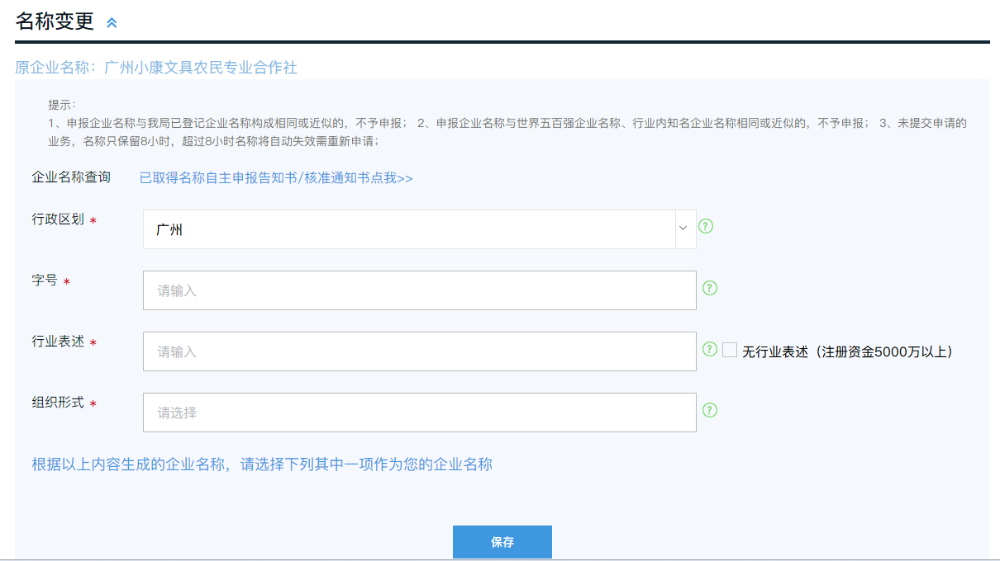 名称变更
原企业名称：广州小康文具农民专业合作社
提示：
1、申报企业名称与我局已登记企业名称构成相同或近似的，不予申报； 2、申报企业名称与世界五百强企业名称、行业内知名企业名称相同或近似的，不予申报； 3、未提交申请的
业务，名称只保留8小时，超过8小时名称将自动失效需重新申请；
企业名称查询 已取得名称自主申报告知书/核准通知书点我>>
行政区划 * 广州 ?
字号 * 请输入 ?
行业表述 * 请输入 ? 无行业表述（注册资金5000万以上）
组织形式 * 请选择 ?
根据以上内容生成的企业名称，请选择下列其中一项作为您的企业名称
保存